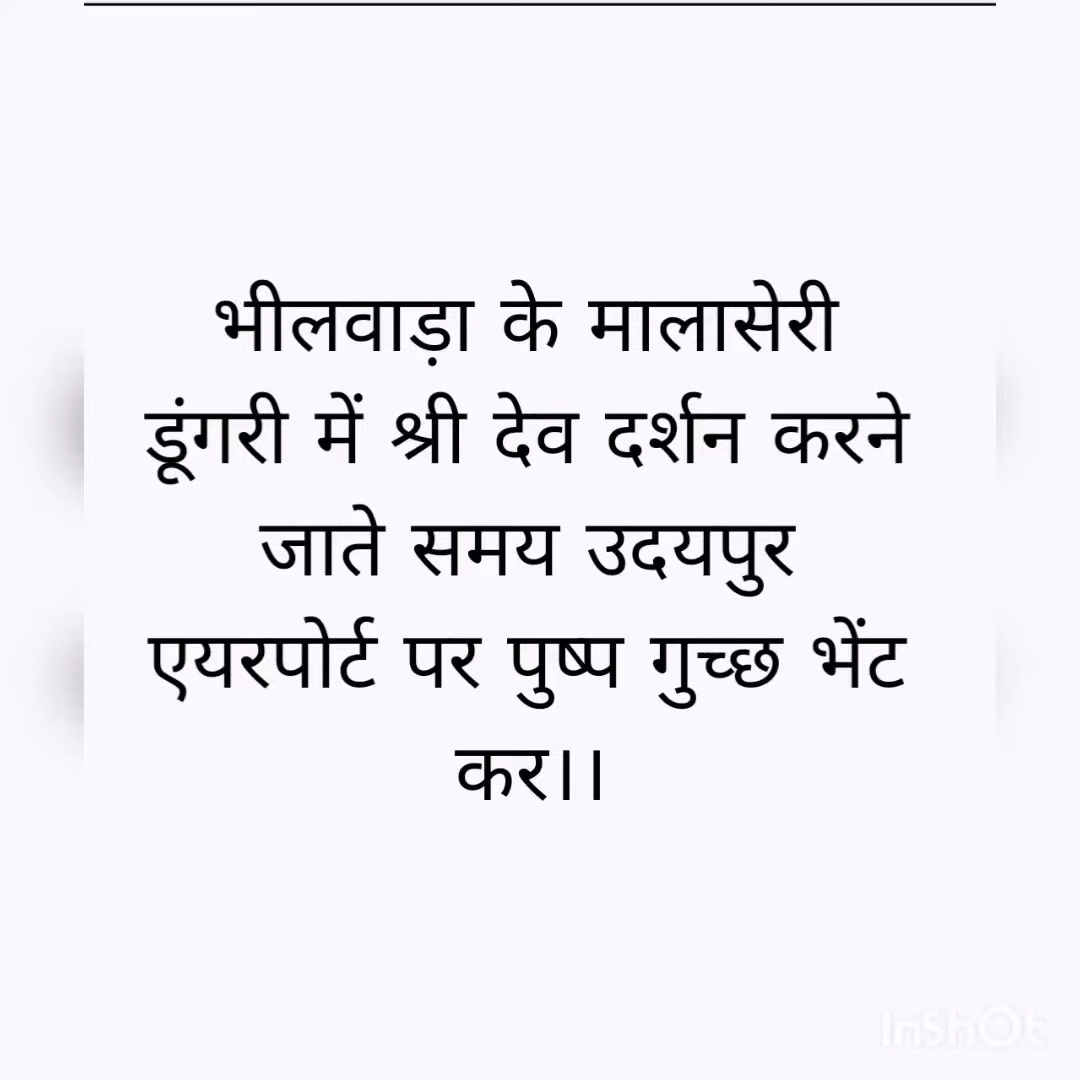 भीलवाड़ा के मालासेरी
डूंगरी में श्री देव दर्शन करने
जाते समय उदयपुर
एयरपोर्ट पर पुष्प गुच्छ भेंट
कर।।
InShOt